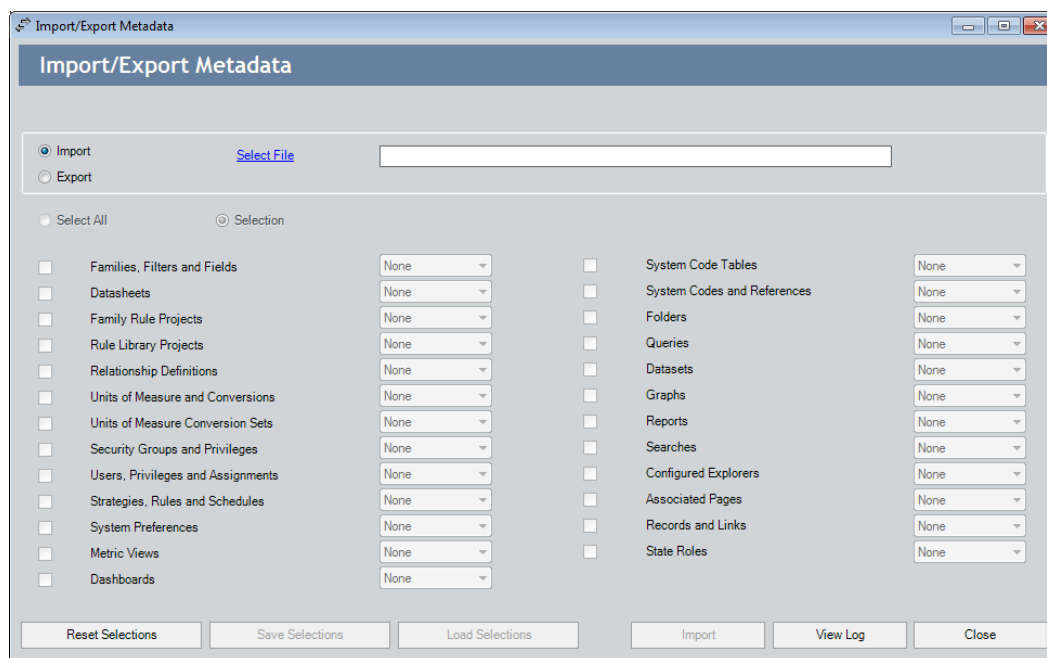 Import/Export Metadata
Import/Export Metadata
Import
Select File
Export
Select All Selection
Families, Filters and Fields None System Code Tables None
Datasheets None System Codes and References None
Family Rule Projects None Folders None
Rule Library Projects None Queries None
Relationship Definitions None Datasets None
Units of Measure and Conversions None Graphs None
Units of Measure Conversion Sets None Reports None
Security Groups and Privileges None Searches None
Users, Privileges and Assignments None Configured Explorers None
Strategies, Rules and Schedules None Associated Pages None
System Preferences None Records and Links None
Metric Views None State Roles None
Dashboards None
Reset Selections Save Selections Load Selections Import View Log Close